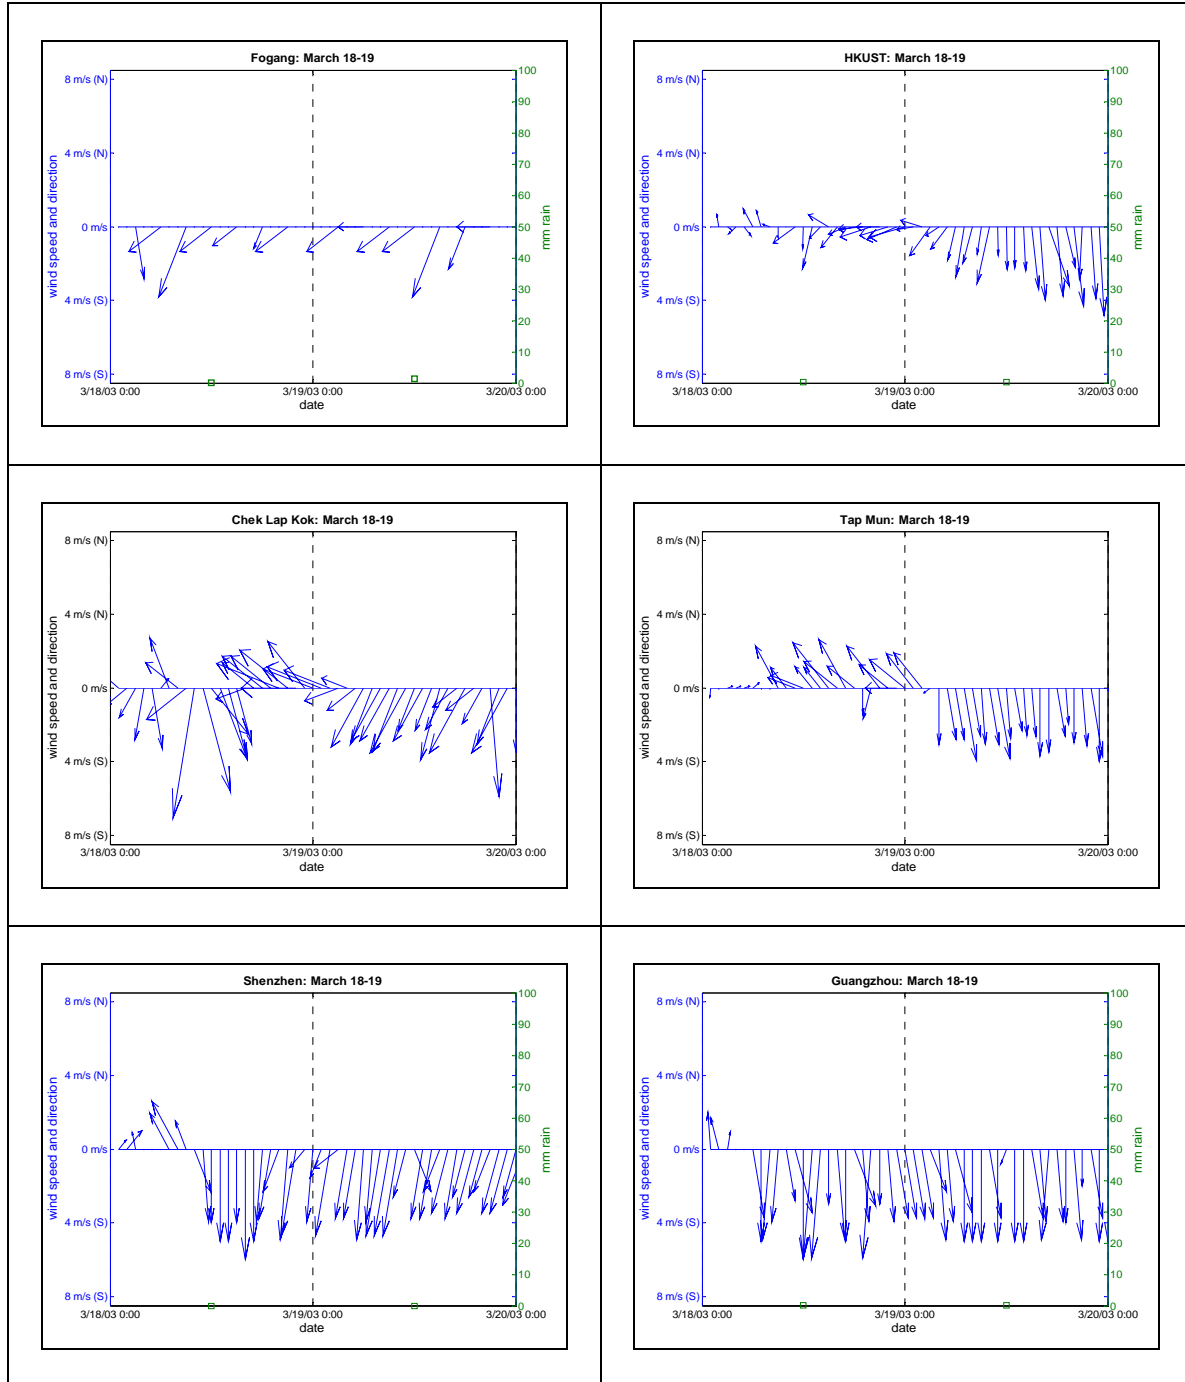 Fogang: March 18-19
8 m/s (N)
4 m/s (N)
0 m/s
4 m/s (S)
8 m/s (S)
wind speed and direction
100
90
80
70
60
50
40
30
20
10
0
mm rain
3/18/03 0:00
3/19/03 0:00
3/20/03 0:00
date
HKUST: March 18-19
8 m/s (N)
4 m/s (N)
0 m/s
4 m/s (S)
8 m/s (S)
wind speed and direction
100
90
80
70
60
50
40
30
20
10
0
mm rain
3/18/03 0:00
3/19/03 0:00
3/20/03 0:00
date
Chek Lap Kok: March 18-19
8 m/s (N)
4 m/s (N)
0 m/s
4 m/s (S)
8 m/s (S)
wind speed and direction
3/18/03 0:00
3/19/03 0:00
3/20/03 0:00
date
Tap Mun: March 18-19
8 m/s (N)
4 m/s (N)
0 m/s
4 m/s (S)
8 m/s (S)
wind speed and direction
3/18/03 0:00
3/19/03 0:00
3/20/03 0:00
date
Shenzhen: March 18-19
8 m/s (N)
4 m/s (N)
0 m/s
4 m/s (S)
8 m/s (S)
wind speed and direction
100
90
80
70
60
50
40
30
20
10
0
mm rain
3/18/03 0:00
3/19/03 0:00
3/20/03 0:00
date
Guangzhou: March 18-19
8 m/s (N)
4 m/s (N)
0 m/s
4 m/s (S)
8 m/s (S)
wind speed and direction
100
90
80
70
60
50
40
30
20
10
0
mm rain
3/18/03 0:00
3/19/03 0:00
3/20/03 0:00
date